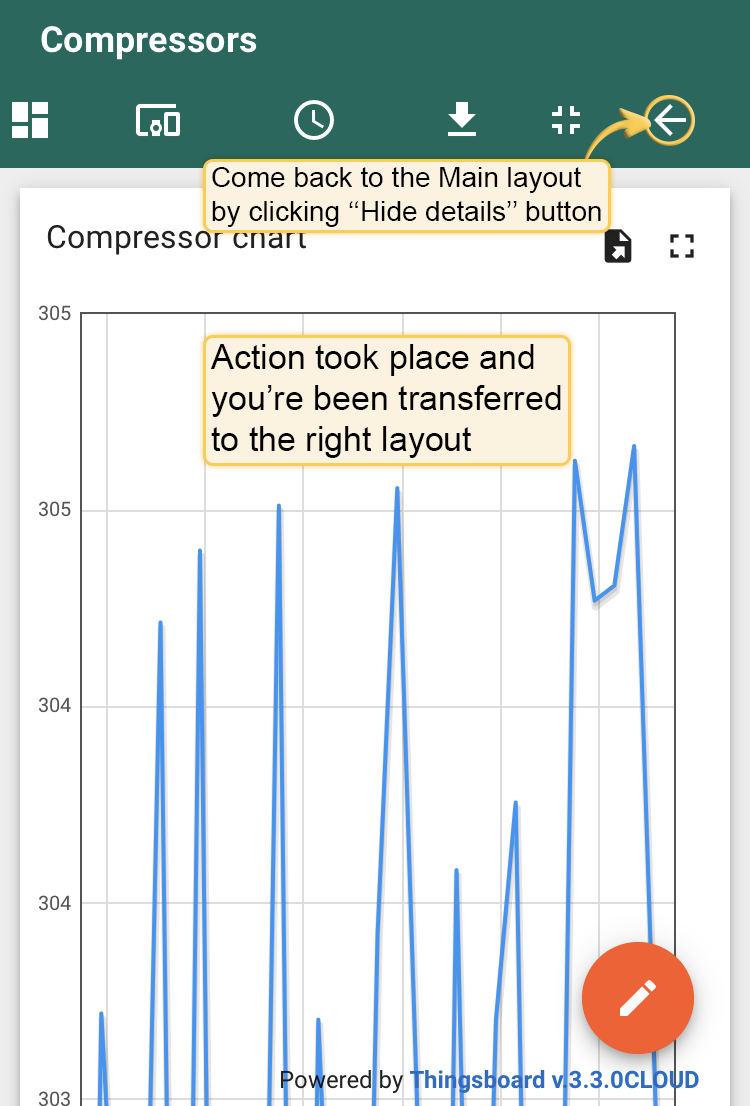 Compressors
Come back to the Main layout
by clicking “Hide details” button
Compressor chart
305
Action took place and
you’re been transferred
to the right layout
305
304
304
303
Powered by Thingsboard v.3.3.0CLOUD